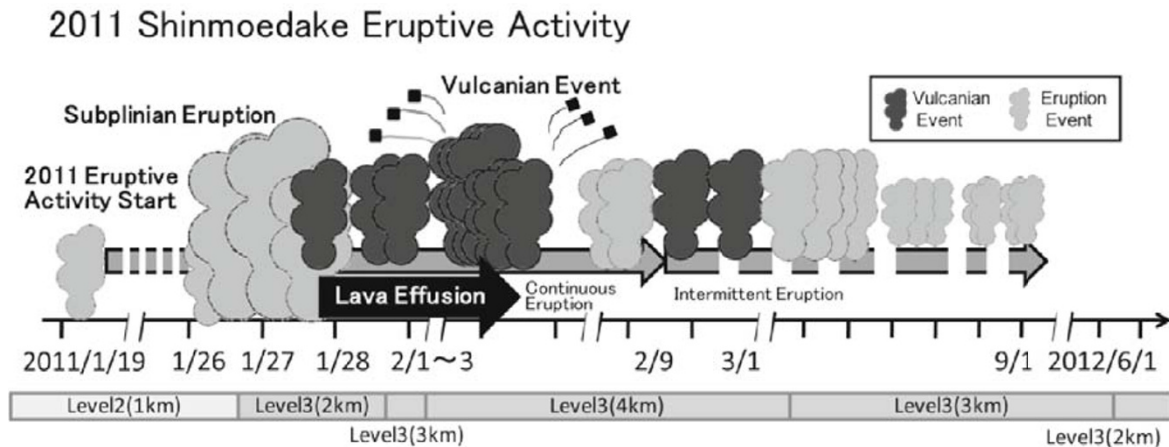 2011 Shinmoedake Eruptive Activity
Subplinian Eruption
Vulcanian Event
Vulcanian
Event
Eruption
Event
2011 Eruptive
Activity Start
Lava Effusion
Continuous
Eruption
Intermittent Eruption
2011/1/19 1/26 1/27 1/28 2/1～3 2/9 3/1 9/1 2012/6/1
Level2(1km) Level3(2km) Level3(4km) Level3(3km)
Level3(3km) Level3(2km)